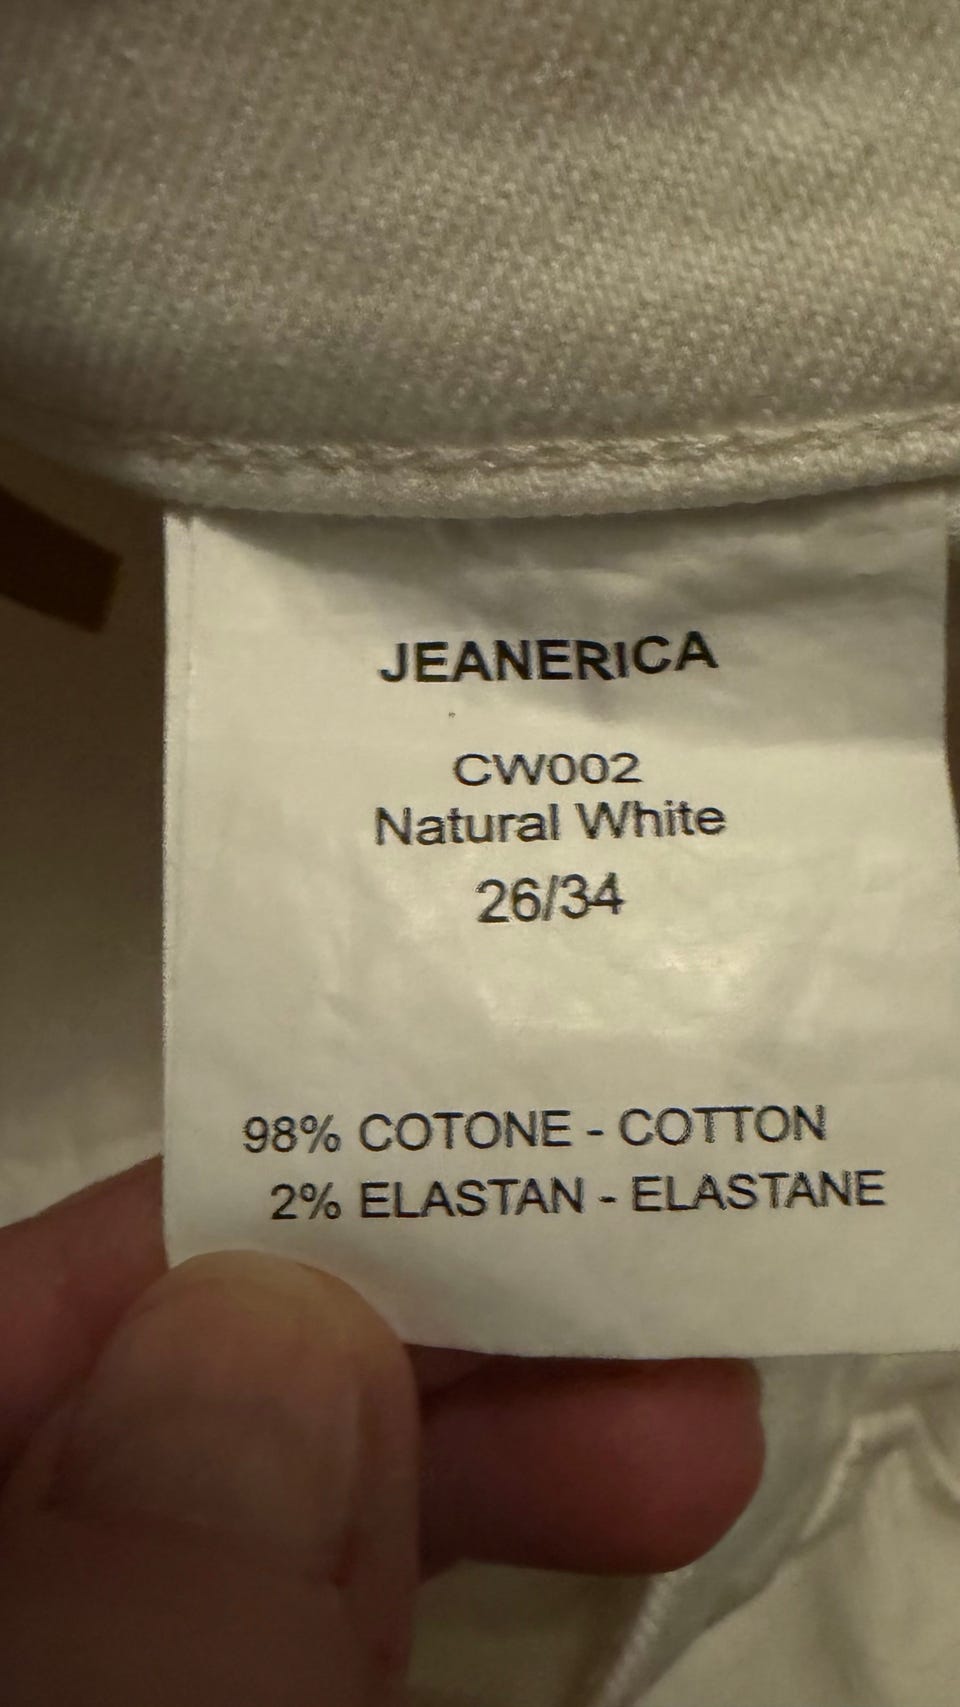 JEANERICA
CW002
Natural White
26/34
98% COTONE - COTTON
2% ELASTAN - ELASTANE